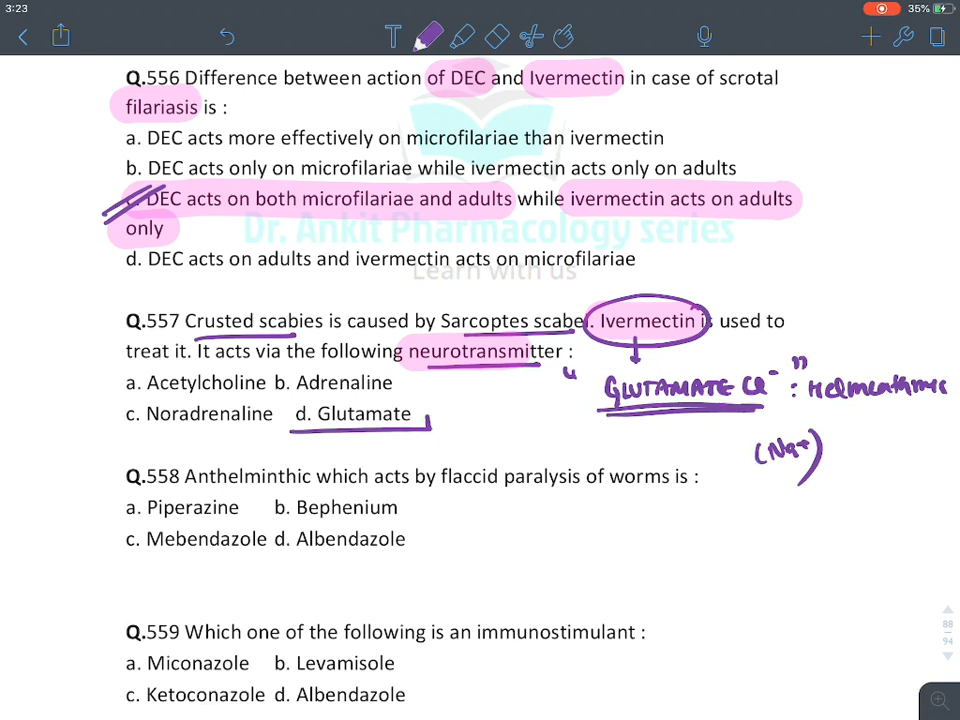 3:23
35%
Q.556 Difference between action of DEC and Ivermectin in case of scrotal
filariasis is :
a. DEC acts more effectively on microfilariae than ivermectin
b. DEC acts only on microfilariae while ivermectin acts only on adults
c. DEC acts on both microfilariae and adults while ivermectin acts on adults
only
Dr. Ankit Pharmacology series
d. DEC acts on adults and ivermectin acts on microfilariae
Learn with us
Q.557 Crusted scabies is caused by Sarcoptes scabei. Ivermectin is used to
treat it. It acts via the following neurotransmitter :
a. Acetylcholine b. Adrenaline
GLUTAMATE Cl⁻ " :
c. Noradrenaline d. Glutamate
(Na+)
Q.558 Anthelminthic which acts by flaccid paralysis of worms is :
a. Piperazine b. Bephenium
c. Mebendazole d. Albendazole
Q.559 Which one of the following is an immunostimulant :
a. Miconazole b. Levamisole
c. Ketoconazole d. Albendazole
88
94